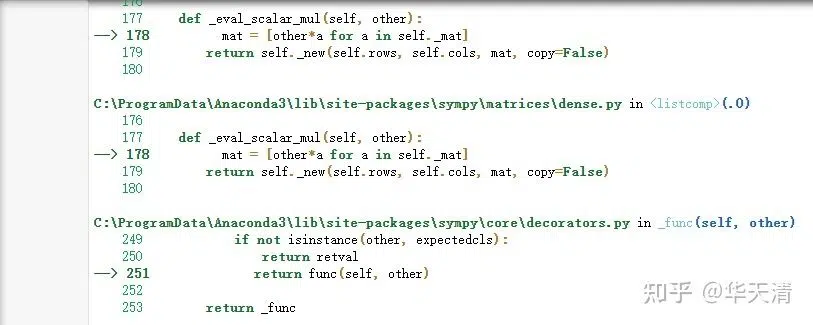 176
177 def _eval_scalar_mul(self, other):
--> 178 mat = [other*a for a in self._mat]
179 return self._new(self.rows, self.cols, mat, copy=False)
180
C:\ProgramData\Anaconda3\lib\site-packages\sympy\matrices\dense.py in <listcomp>(.0)
176
177 def _eval_scalar_mul(self, other):
--> 178 mat = [other*a for a in self._mat]
179 return self._new(self.rows, self.cols, mat, copy=False)
180
C:\ProgramData\Anaconda3\lib\site-packages\sympy\core\decorators.py in _func(self, other)
249 if not isinstance(other, expectedcls):
250 return retval
--> 251 return func(self, other)
252
253 return _func
知乎 @华天清